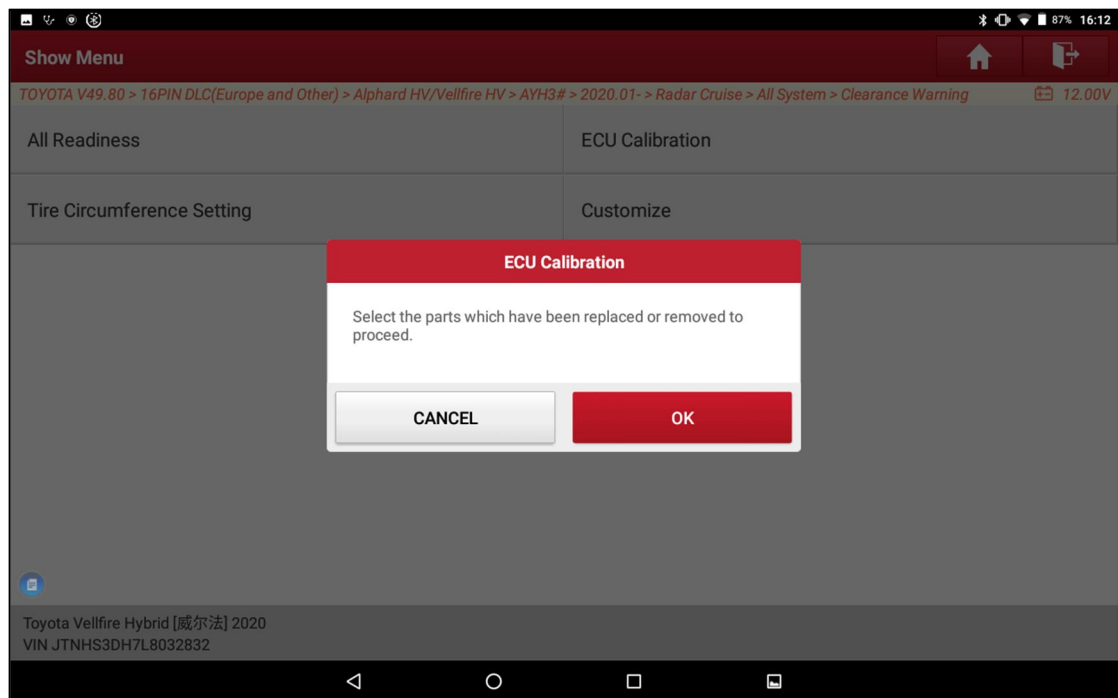 87% 16:12
Show Menu
TOYOTA V49.80 > 16PIN DLC(Europe and Other) > Alphard HV/Vellfire HV > AYH3# > 2020.01- > Radar Cruise > All System > Clearance Warning 12.00V
All Readiness ECU Calibration
Tire Circumference Setting Customize
ECU Calibration
Select the parts which have been replaced or removed to
proceed.
CANCEL OK
Toyota Vellfire Hybrid [威尔法] 2020
VIN JTNHS3DH7L8032832